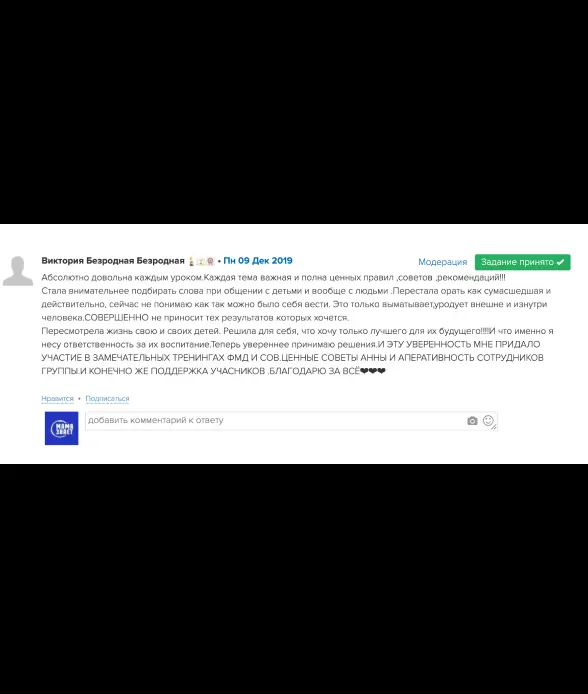 Виктория Безродная Безродная • Пн 09 Дек 2019
Модерация
Задание принято ✔
Абсолютно довольна каждым уроком.Каждая тема важная и полна ценных правил ,советов ,рекомендаций!!!
Стала внимательнее подбирать слова при общении с детьми и вообще с людьми .Перестала орать как сумасшедшая и
действительно, сейчас не понимаю как так можно было себя вести. Это только выматывает,уродует внешне и изнутри
человека.СОВЕРШЕННО не приносит тех результатов которых хочется.
Пересмотрела жизнь свою и своих детей. Решила для себя, что хочу только лучшего для их будущего!!!!И что именно я
несу ответственность за их воспитание.Теперь увереннее принимаю решения.И ЭТУ УВЕРЕННОСТЬ МНЕ ПРИДАЛО
УЧАСТИЕ В ЗАМЕЧАТЕЛЬНЫХ ТРЕНИНГАХ ФМД И СОВ.ЦЕННЫЕ СОВЕТЫ АННЫ И АПЕРАТИВНОСТЬ СОТРУДНИКОВ
ГРУППЫ.И КОНЕЧНО ЖЕ ПОДДЕРЖКА УЧАСНИКОВ .БЛАГОДАРЮ ЗА ВСЁ❤❤❤
Нравится • Подписаться
МАМА
ЗНАЕТ
добавить комментарий к ответу